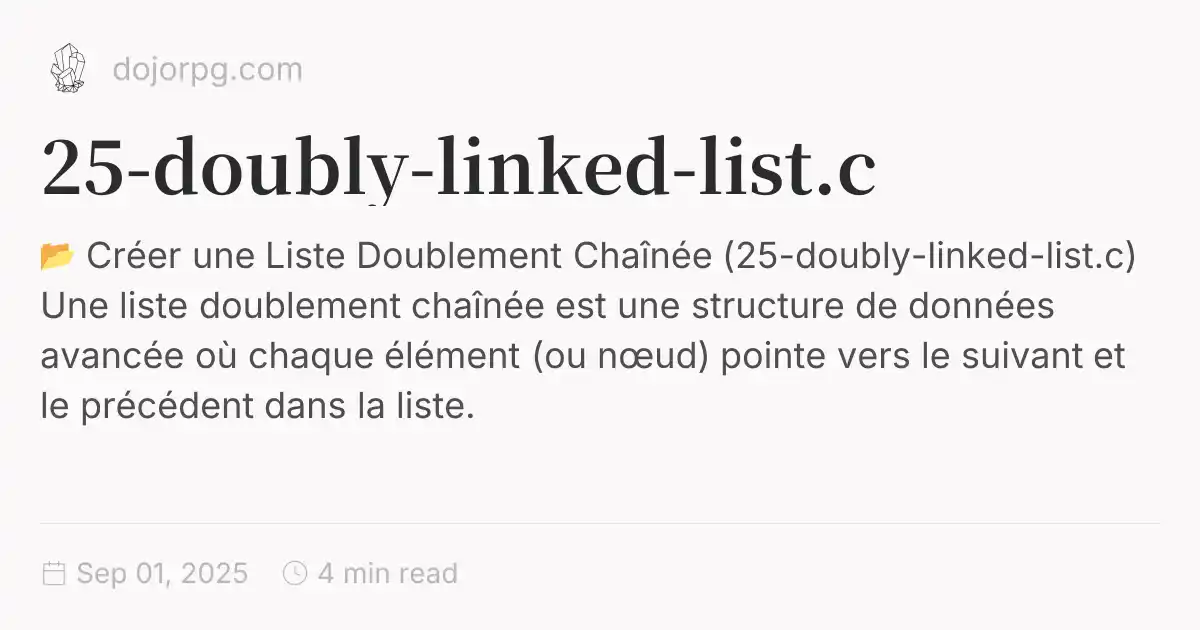 dojorpg.com
25-doubly-linked-list.c
📂 Créer une Liste Doublement Chaînée (25-doubly-linked-list.c)
Une liste doublement chaînée est une structure de données
avancée où chaque élément (ou nœud) pointe vers le suivant et
le précédent dans la liste.
Sep 01, 2025 4 min read